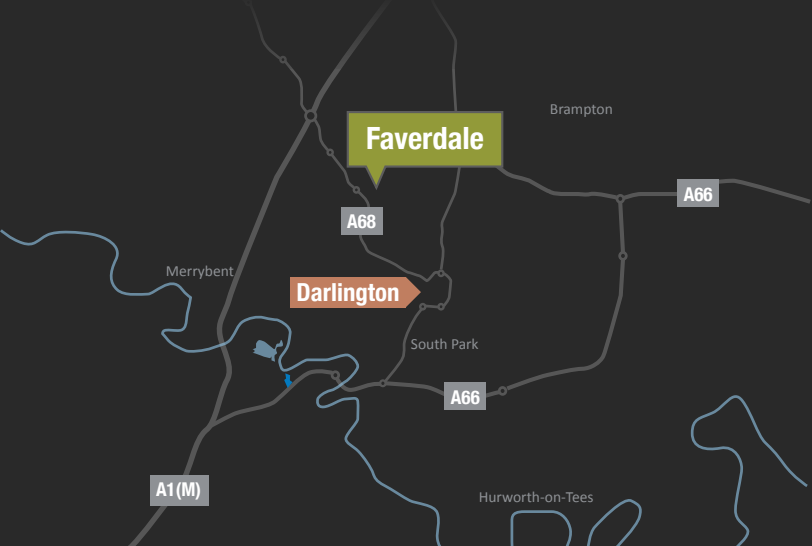 Brampton
Faverdale
A66
A68
Merrybent
Darlington
South Park
A66
A1(M)
Hurworth-on-Tees